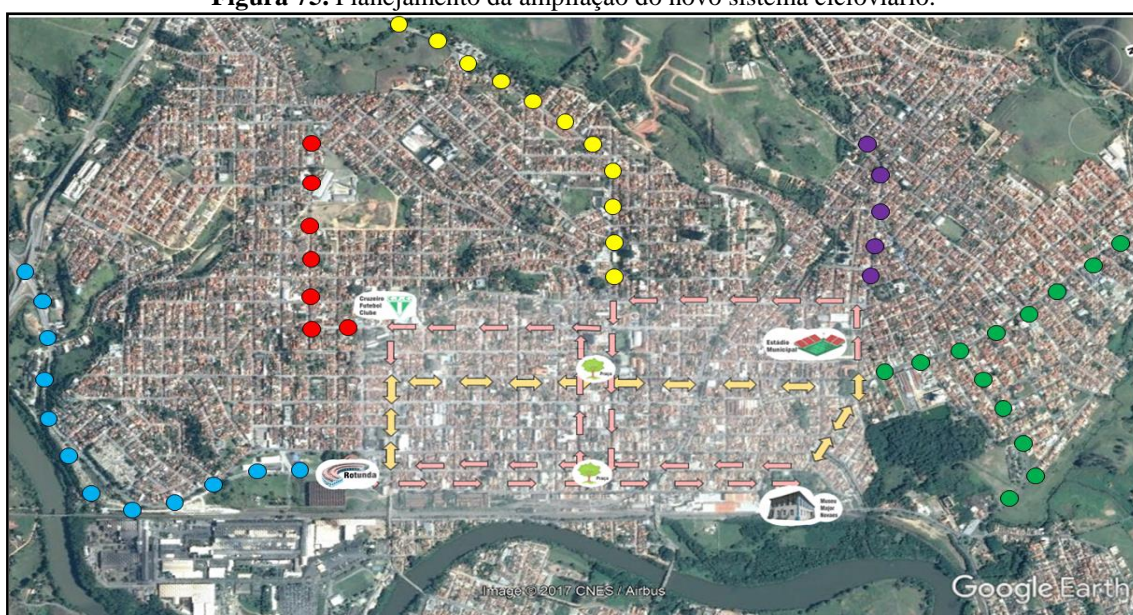 Figura 75. Planejamento da ampliação do novo sistema cicloviário.
Cruzeiro
Futebol
Clube
Estádio
Municipal
Praça
Rotunda
Praça
Museu
Major
Novaes
Image © 2017 CNES / Airbus
Google Earth